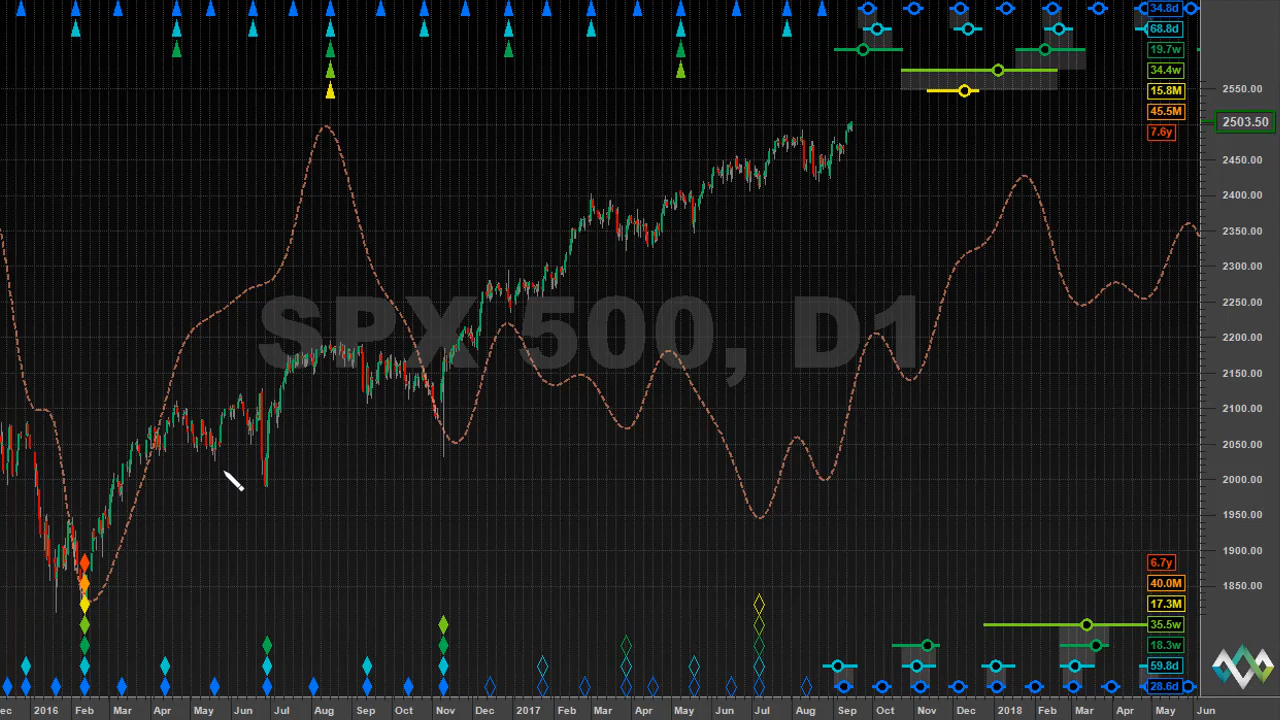 34.8d
68.8d
19.7w
34.4w
15.8M
45.5M
7.6y
2550.00
2503.50
2450.00
2400.00
2350.00
2300.00
2250.00
2200.00
2150.00
2100.00
2050.00
2000.00
1950.00
1900.00
1850.00
SPX 500, D1
6.7y
40.0M
17.3M
35.5w
18.3w
59.8d
28.6d
ec 2016 Feb Mar Apr May Jun Jul Aug Sep Oct Nov Dec 2017 Feb Mar Apr May Jun Jul Aug Sep Oct Nov Dec 2018 Feb Mar Apr May Jun